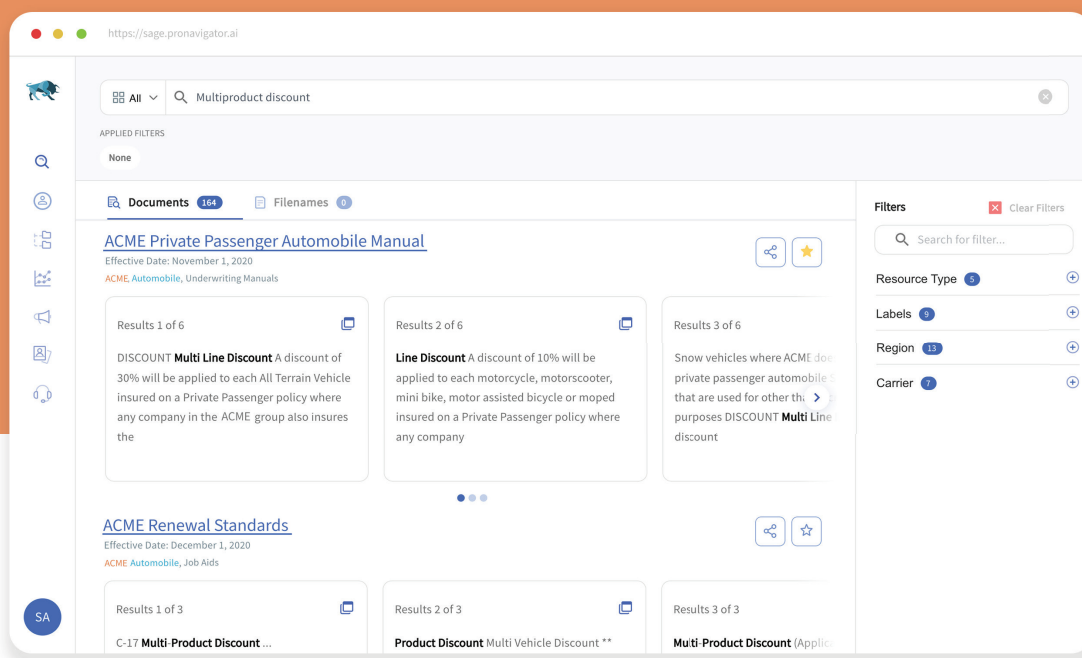 https://sage.pronavigator.ai
All
Multiproduct discount
APPLIED FILTERS
None
Documents 164
Filenames 0
ACME Private Passenger Automobile Manual
Effective Date: November 1, 2020
ACME, Automobile, Underwriting Manuals
Results 1 of 6
DISCOUNT Multi Line Discount A discount of
30% will be applied to each All Terrain Vehicle
insured on a Private Passenger policy where
any company in the ACME group also insures
the
Results 2 of 6
Line Discount A discount of 10% will be
applied to each motorcycle, motorscooter,
mini bike, motor assisted bicycle or moped
insured on a Private Passenger policy where
any company
Results 3 of 6
Snow vehicles where ACME doe
private passenger automobile
that are used for other
purposes DISCOUNT Multi Line
discount
ACME Renewal Standards
Effective Date: December 1, 2020
ACME Automobile, Job Aids
Results 1 of 3
C-17 Multi-Product Discount ...
Results 2 of 3
Product Discount Multi Vehicle Discount **
Results 3 of 3
Multi-Product Discount (Applic
Filters
Clear Filters
Search for filter...
Resource Type 5
Labels 9
Region 13
Carrier 7
SA